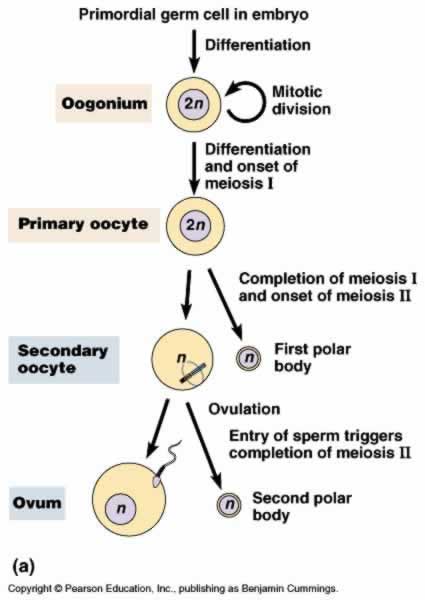 Primordial germ cell in embryo
Differentiation
Oogonium
2n
Mitotic
division
Differentiation
and onset of
meiosis I
Primary oocyte
2n
Completion of meiosis I
and onset of meiosis II
Secondary
oocyte
n
n
First polar
body
Ovulation
Entry of sperm triggers
completion of meiosis II
Ovum
n
n
Second polar
body
(a)
Copyright © Pearson Education, Inc., publishing as Benjamin Cummings.